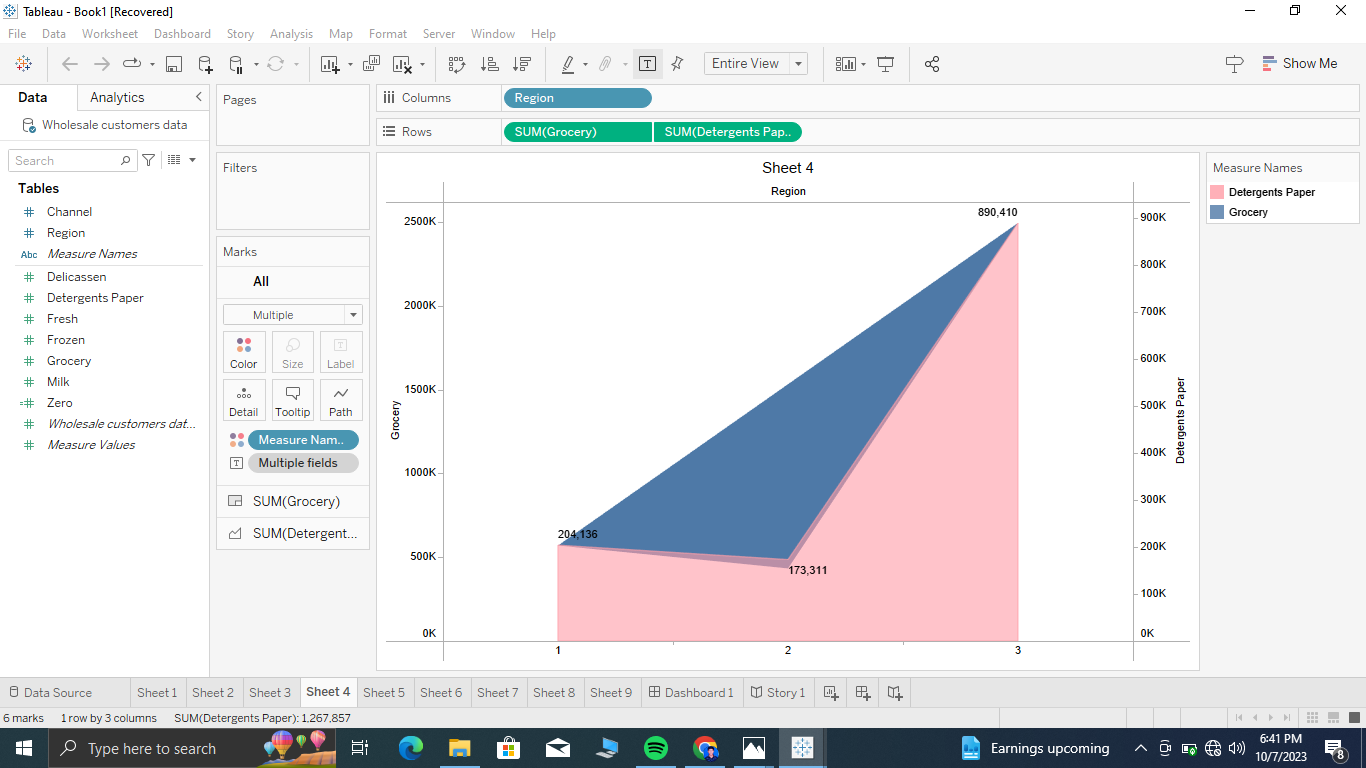 Tableau - Book1 [Recovered]
File Data Worksheet Dashboard Story Analysis Map Format Server Window Help
Entire View
Show Me
Data Analytics
Wholesale customers data
Search
Tables
Channel
Region
Abc Measure Names
Delicassen
Detergents Paper
Fresh
Frozen
Grocery
Milk
Zero
Wholesale customers dat...
Measure Values
Pages
Filters
Marks
All
Multiple
Color Size Label
Detail Tooltip Path
Measure Nam..
Multiple fields
SUM(Grocery)
SUM(Detergent...
Columns Region
Rows SUM(Grocery) SUM(Detergents Pap..
Sheet 4
Region
2500K
2000K
1500K
1000K
500K
0K
Grocery
890,410
204,136
173,311
1 2 3
900K
800K
700K
600K
500K
400K
300K
200K
100K
0K
Detergents Paper
Measure Names
Detergents Paper
Grocery
Data Source Sheet 1 Sheet 2 Sheet 3 Sheet 4 Sheet 5 Sheet 6 Sheet 7 Sheet 8 Sheet 9 Dashboard 1 Story 1
6 marks 1 row by 3 columns SUM(Detergents Paper): 1,267,857
Type here to search
Earnings upcoming
6:41 PM
10/7/2023
8